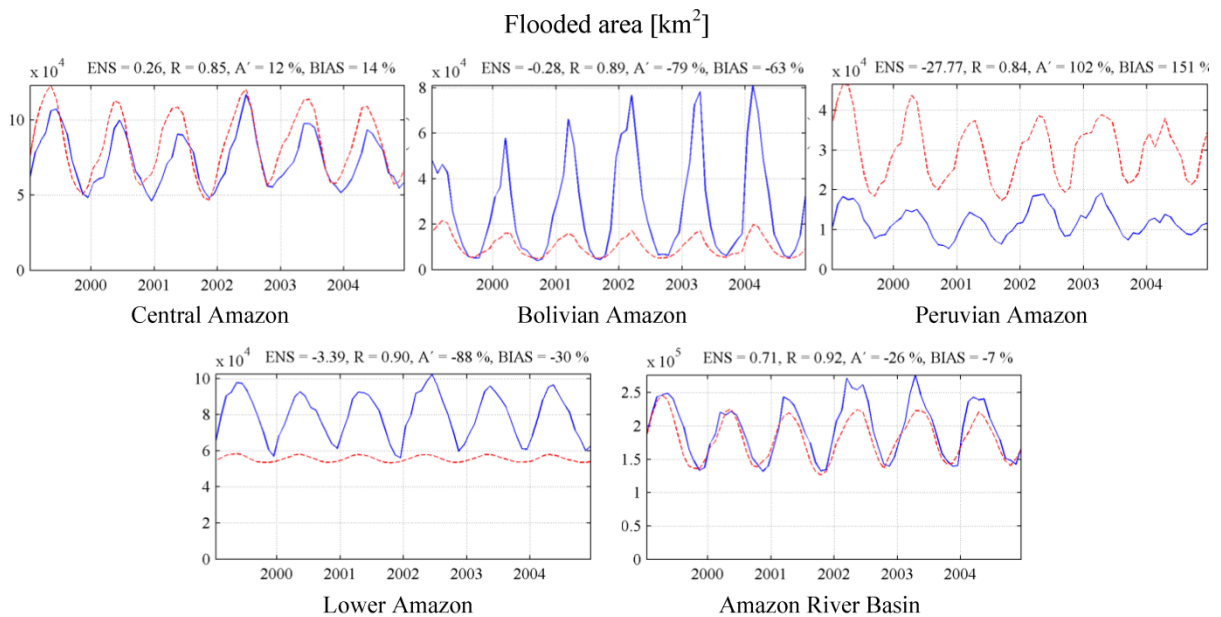 Flooded area [km²]
ENS = 0.26, R = 0.85, A´ = 12 %, BIAS = 14 %
x 10⁴
10
5
0
2000 2001 2002 2003 2004
Central Amazon
ENS = -0.28, R = 0.89, A´ = -79 %, BIAS = -63 %
x 10⁴
8
6
4
2
0
2000 2001 2002 2003 2004
Bolivian Amazon
ENS = -27.77, R = 0.84, A´ = 102 %, BIAS = 151 %
x 10⁴
4
3
2
1
0
2000 2001 2002 2003 2004
Peruvian Amazon
ENS = -3.39, R = 0.90, A´ = -88 %, BIAS = -30 %
x 10⁴
10
8
6
4
2
0
2000 2001 2002 2003 2004
Lower Amazon
ENS = 0.71, R = 0.92, A´ = -26 %, BIAS = -7 %
x 10⁵
2.5
2
1.5
1
0.5
0
2000 2001 2002 2003 2004
Amazon River Basin